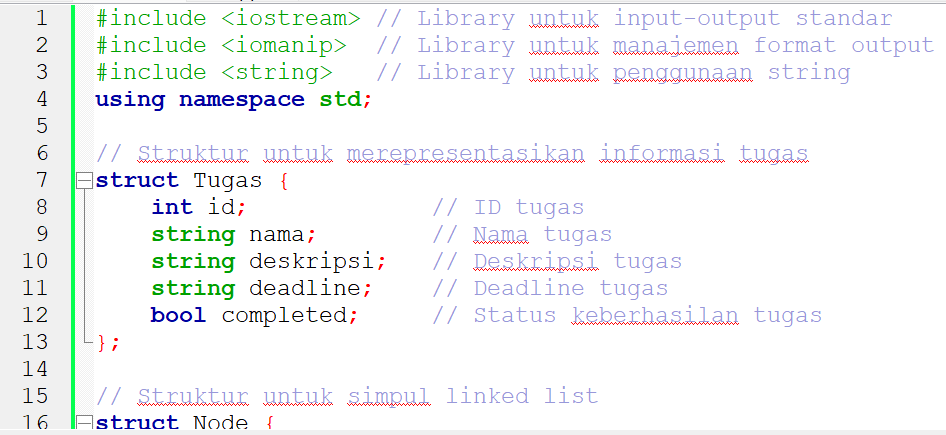 1 #include <iostream> // Library untuk input-output standar
2 #include <iomanip>  // Library untuk manajemen format output
3 #include <string>   // Library untuk penggunaan string
4 using namespace std;
5
6 // Struktur untuk merepresentasikan informasi tugas
7 struct Tugas {
8     int id;             // ID tugas
9     string nama;        // Nama tugas
10     string deskripsi;   // Deskripsi tugas
11     string deadline;    // Deadline tugas
12     bool completed;     // Status keberhasilan tugas
13 };
14
15 // Struktur untuk simpul linked list
16 struct Node {